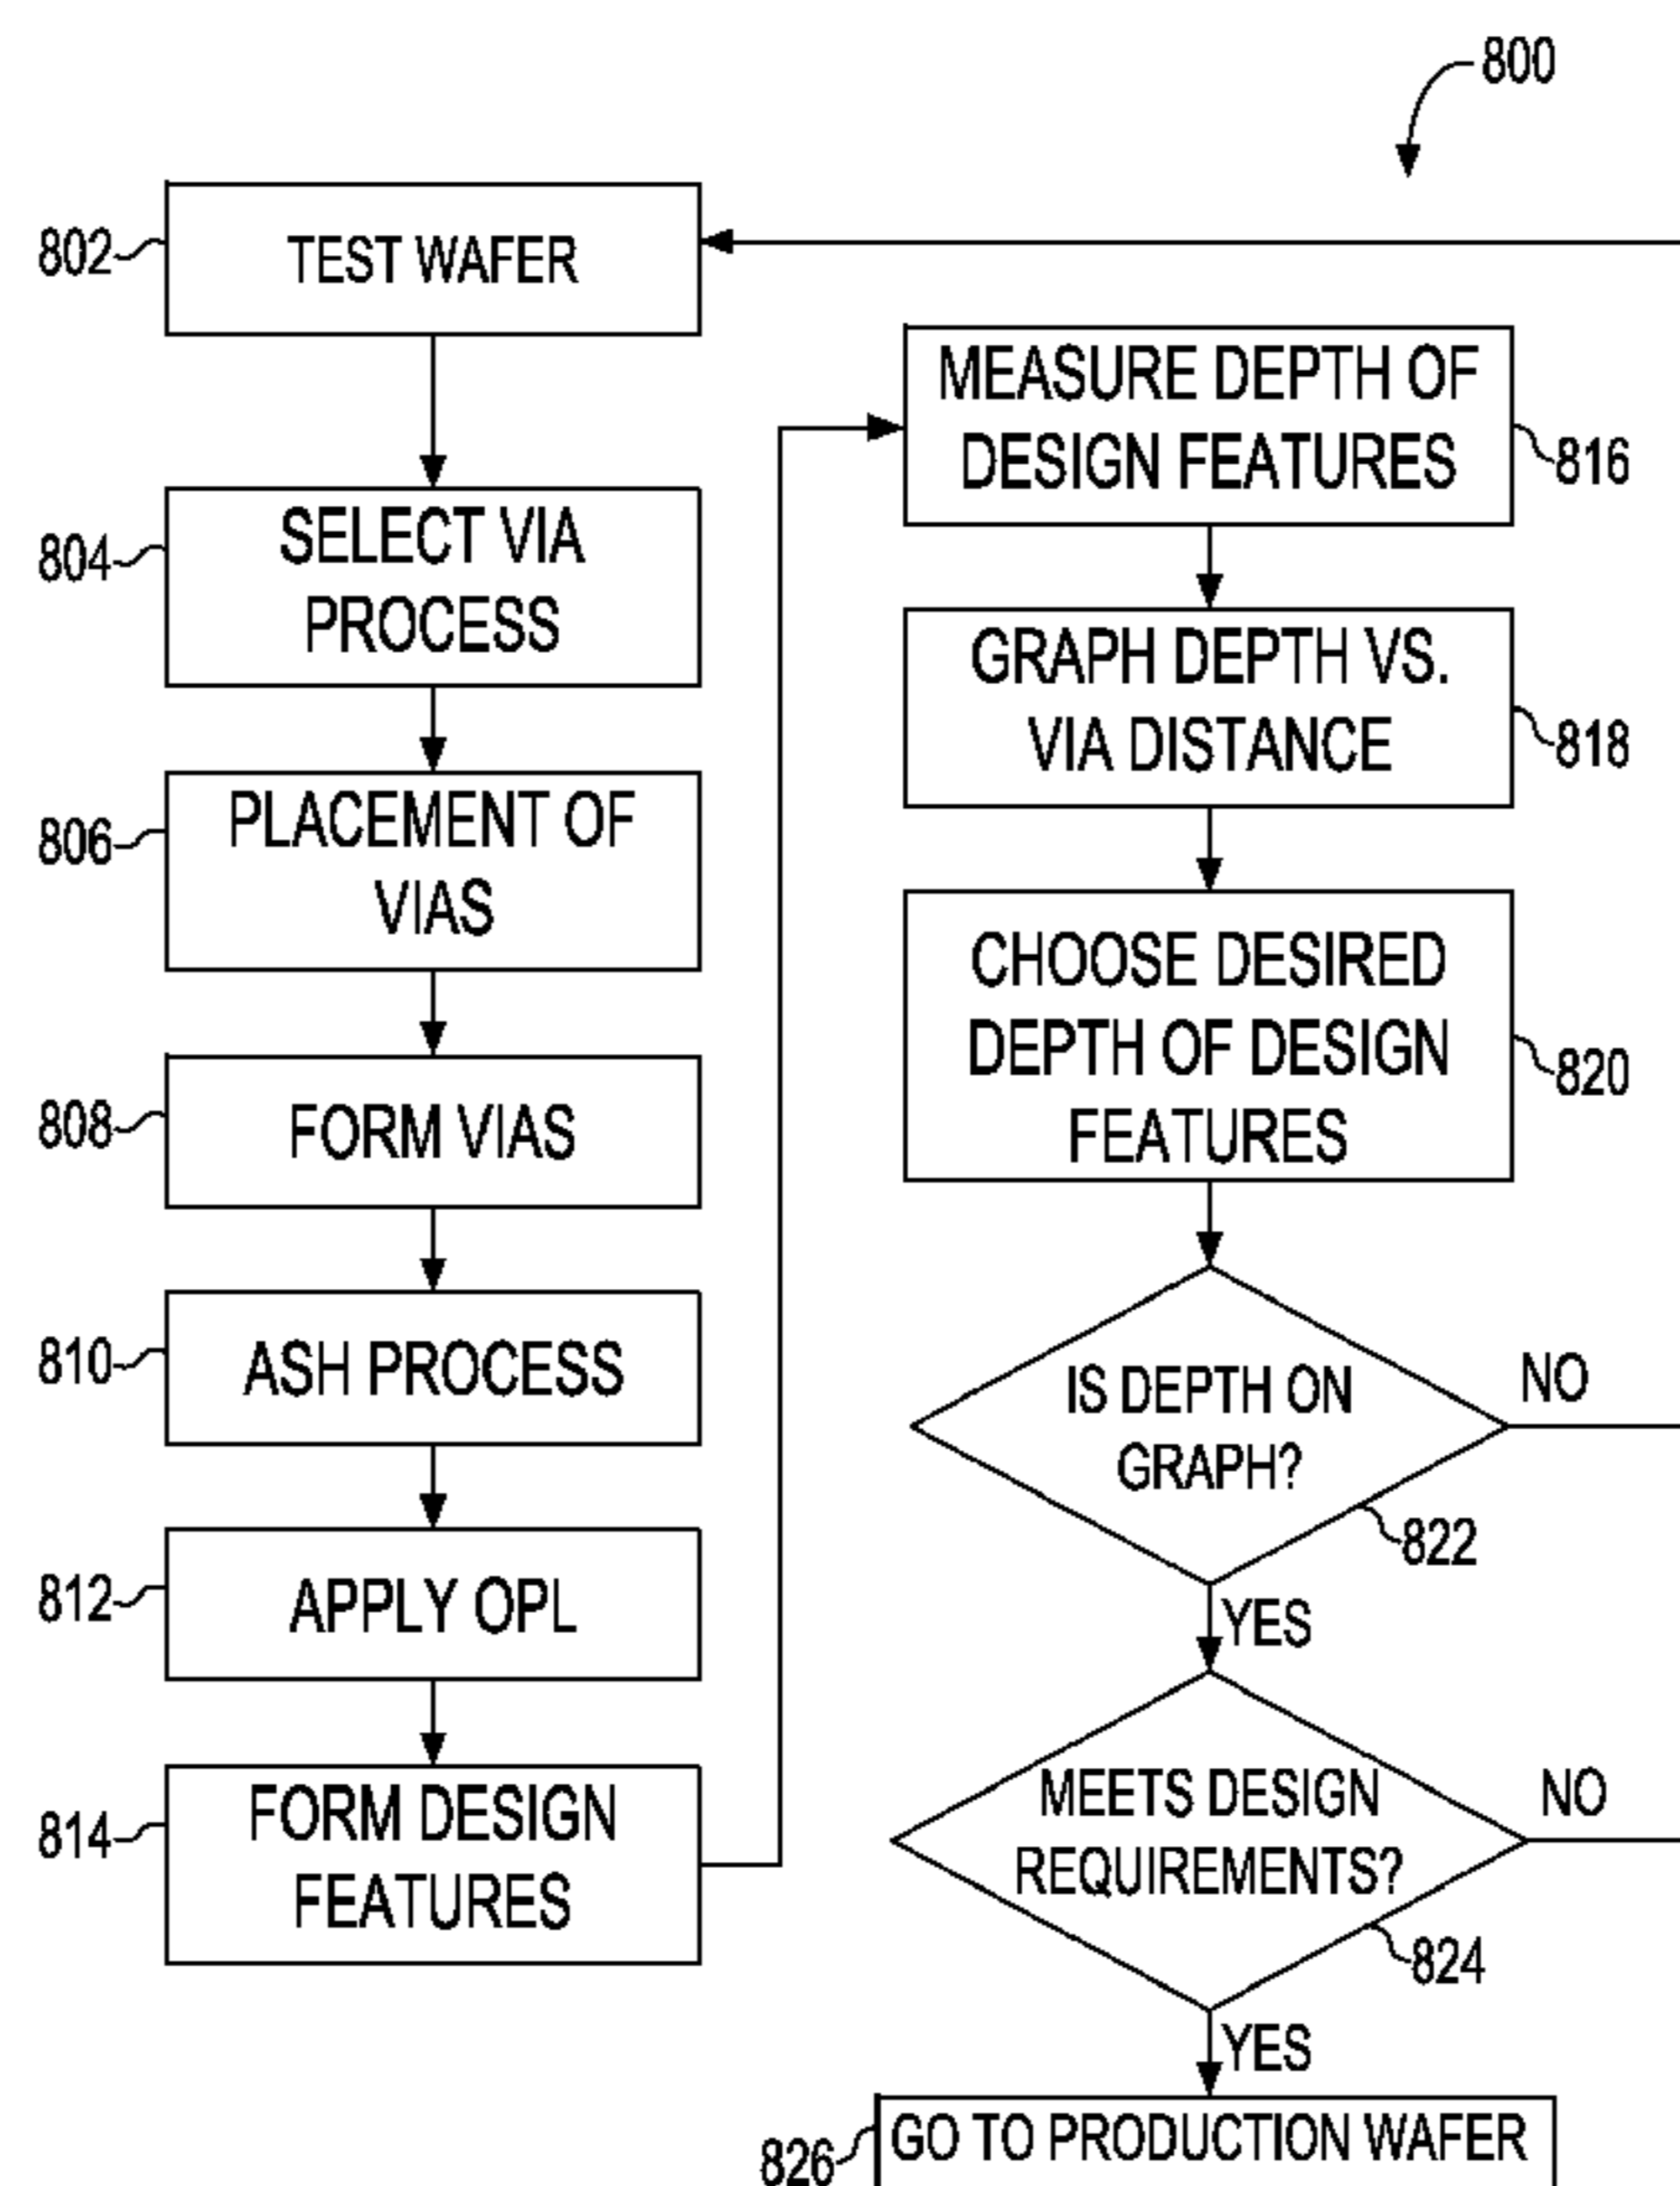 800
802
TEST WAFER
804
SELECT VIA
PROCESS
806
PLACEMENT OF
VIAS
808
FORM VIAS
810
ASH PROCESS
812
APPLY OPL
814
FORM DESIGN
FEATURES
MEASURE DEPTH OF
DESIGN FEATURES
816
GRAPH DEPTH VS.
VIA DISTANCE
818
CHOOSE DESIRED
DEPTH OF DESIGN
FEATURES
820
IS DEPTH ON
GRAPH?
NO
822
YES
MEETS DESIGN
REQUIREMENTS?
NO
824
YES
826
GO TO PRODUCTION WAFER